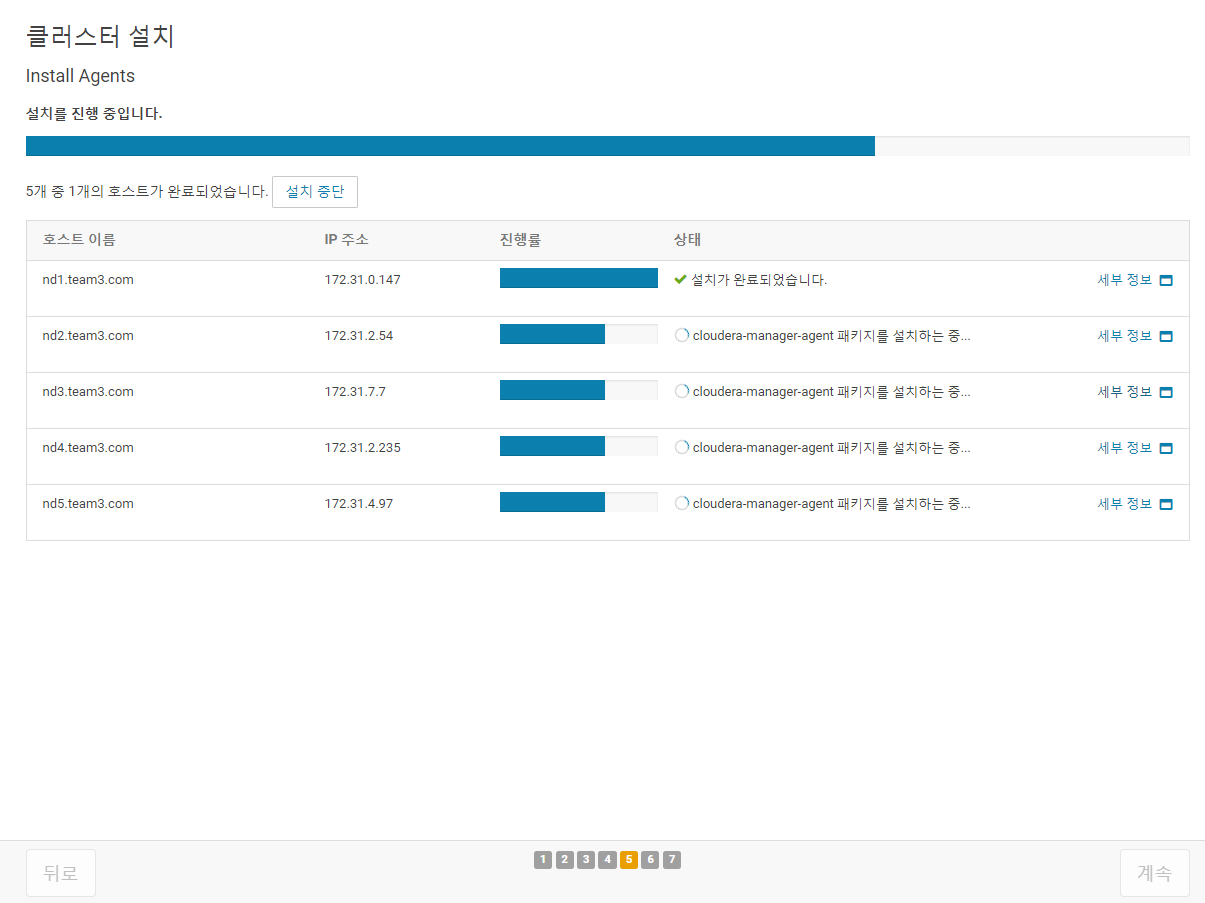 클러스터 설치
Install Agents
설치를 진행 중입니다.
5개 중 1개의 호스트가 완료되었습니다. 설치 중단
호스트 이름 IP 주소 진행률 상태
nd1.team3.com 172.31.0.147 설치가 완료되었습니다. 세부 정보
nd2.team3.com 172.31.2.54 cloudera-manager-agent 패키지를 설치하는 중... 세부 정보
nd3.team3.com 172.31.7.7 cloudera-manager-agent 패키지를 설치하는 중... 세부 정보
nd4.team3.com 172.31.2.235 cloudera-manager-agent 패키지를 설치하는 중... 세부 정보
nd5.team3.com 172.31.4.97 cloudera-manager-agent 패키지를 설치하는 중... 세부 정보
뒤로 1 2 3 4 5 6 7 계속